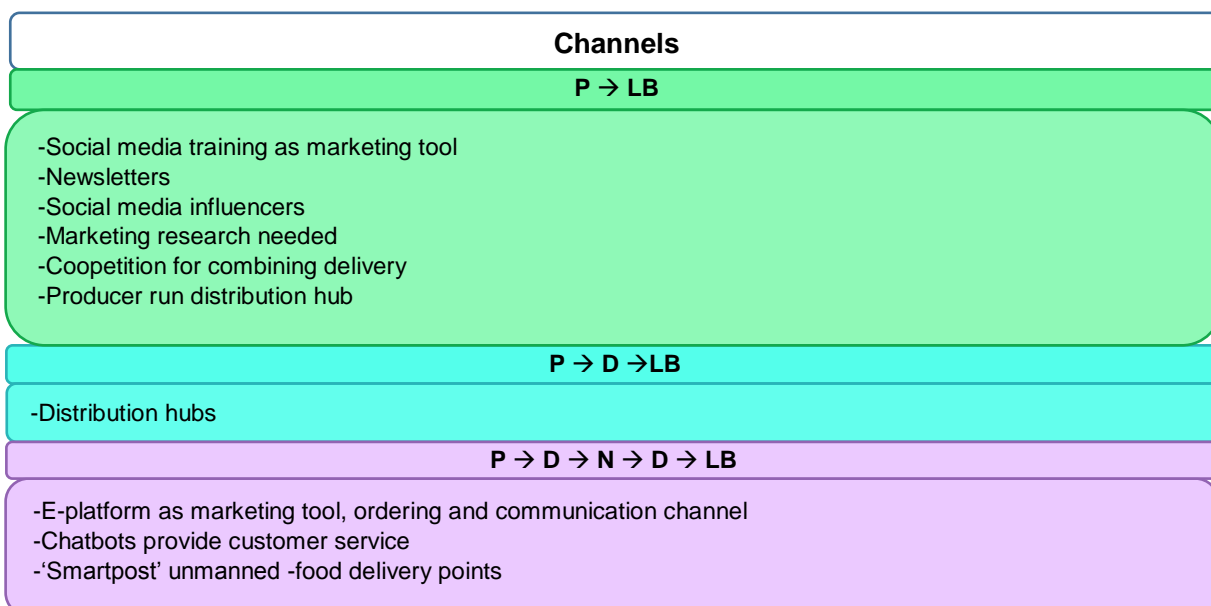 Channels
P → LB
-Social media training as marketing tool
-Newsletters
-Social media influencers
-Marketing research needed
-Coopetition for combining delivery
-Producer run distribution hub
P → D →LB
-Distribution hubs
P → D → N → D → LB
-E-platform as marketing tool, ordering and communication channel
-Chatbots provide customer service
-‘Smartpost’ unmanned -food delivery points